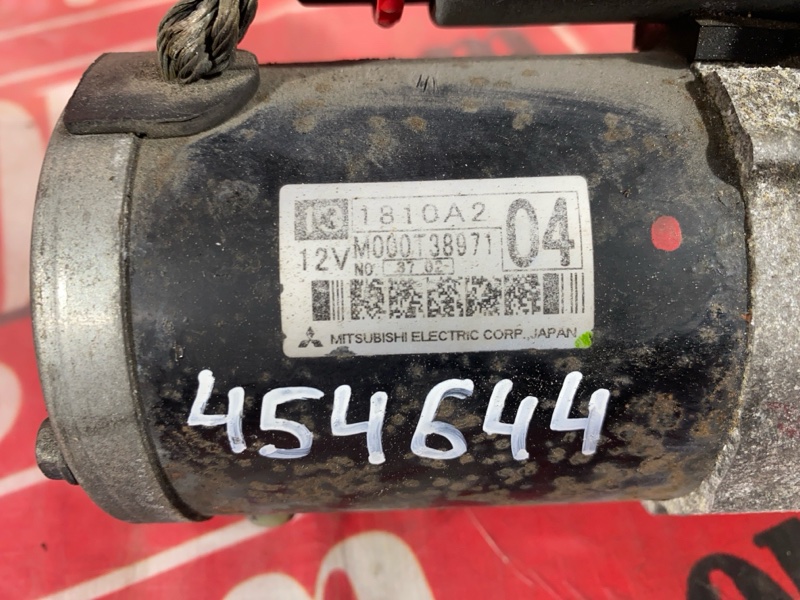 1810A2 04
12V M000T38971
NO 37 02
MITSUBISHI ELECTRIC CORP., JAPAN
454644